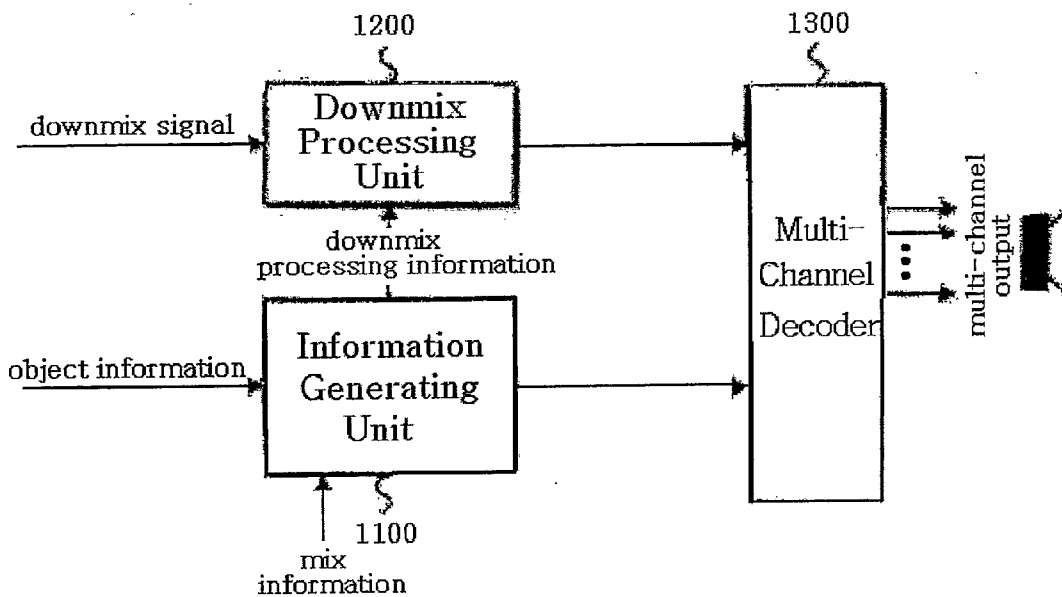 1200
1300
downmix signal
Downmix
Processing
Unit
downmix
processing information
Multi-
Channel
Decoder
multi-channel
output
object information
Information
Generating
Unit
1100
mix
information